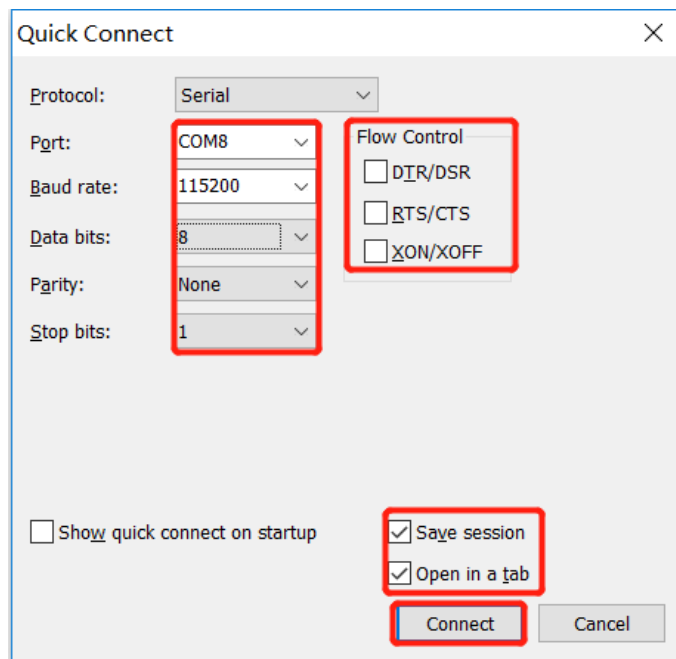 Quick Connect
Protocol: Serial
Port: COM8
Baud rate: 115200
Data bits: 8
Parity: None
Stop bits: 1
Flow Control
DTR/DSR
RTS/CTS
XON/XOFF
Show quick connect on startup
Save session
Open in a tab
Connect
Cancel